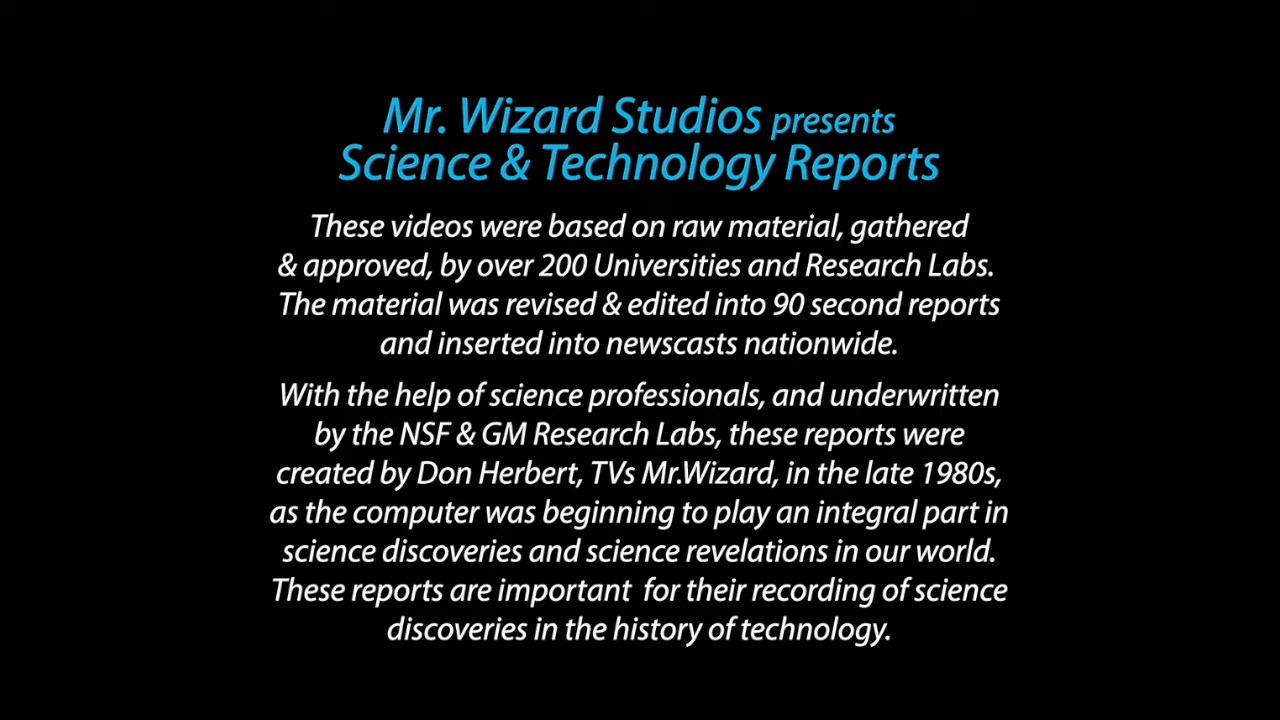 Mr. Wizard Studios presents
Science & Technology Reports
These videos were based on raw material, gathered
& approved, by over 200 Universities and Research Labs.
The material was revised & edited into 90 second reports
and inserted into newscasts nationwide.
With the help of science professionals, and underwritten
by the NSF & GM Research Labs, these reports were
created by Don Herbert, TVs Mr.Wizard, in the late 1980s,
as the computer was beginning to play an integral part in
science discoveries and science revelations in our world.
These reports are important for their recording of science
discoveries in the history of technology.